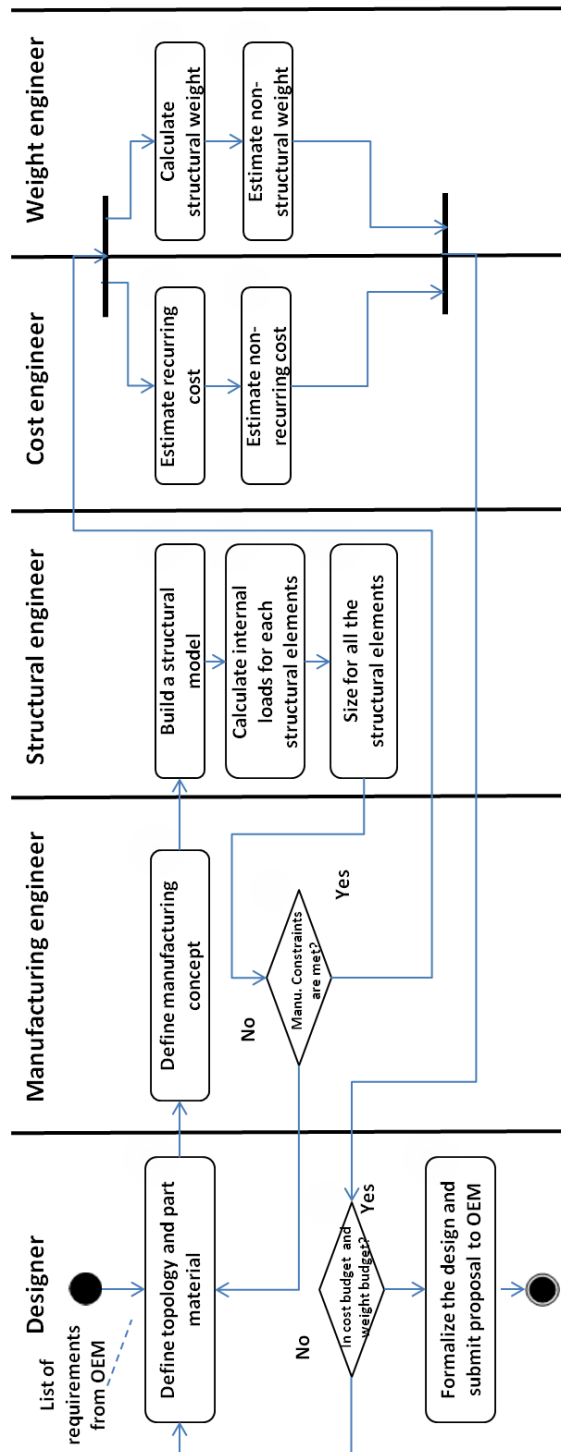 Designer
Manufacturing engineer
Structural engineer
Cost engineer
Weight engineer
List of
requirements
from OEM
Define topology and part
material
Define manufacturing
concept
Build a structural
model
Calculate internal
loads for each
structural elements
Size for all the
structural elements
Estimate recurring
cost
Estimate non-
recurring cost
Calculate
structural weight
Estimate non-
structural weight
No
Manu. Constraints
are met?
Yes
No
In cost budget and
weight budget?
Yes
Formalize the design and
submit proposal to OEM